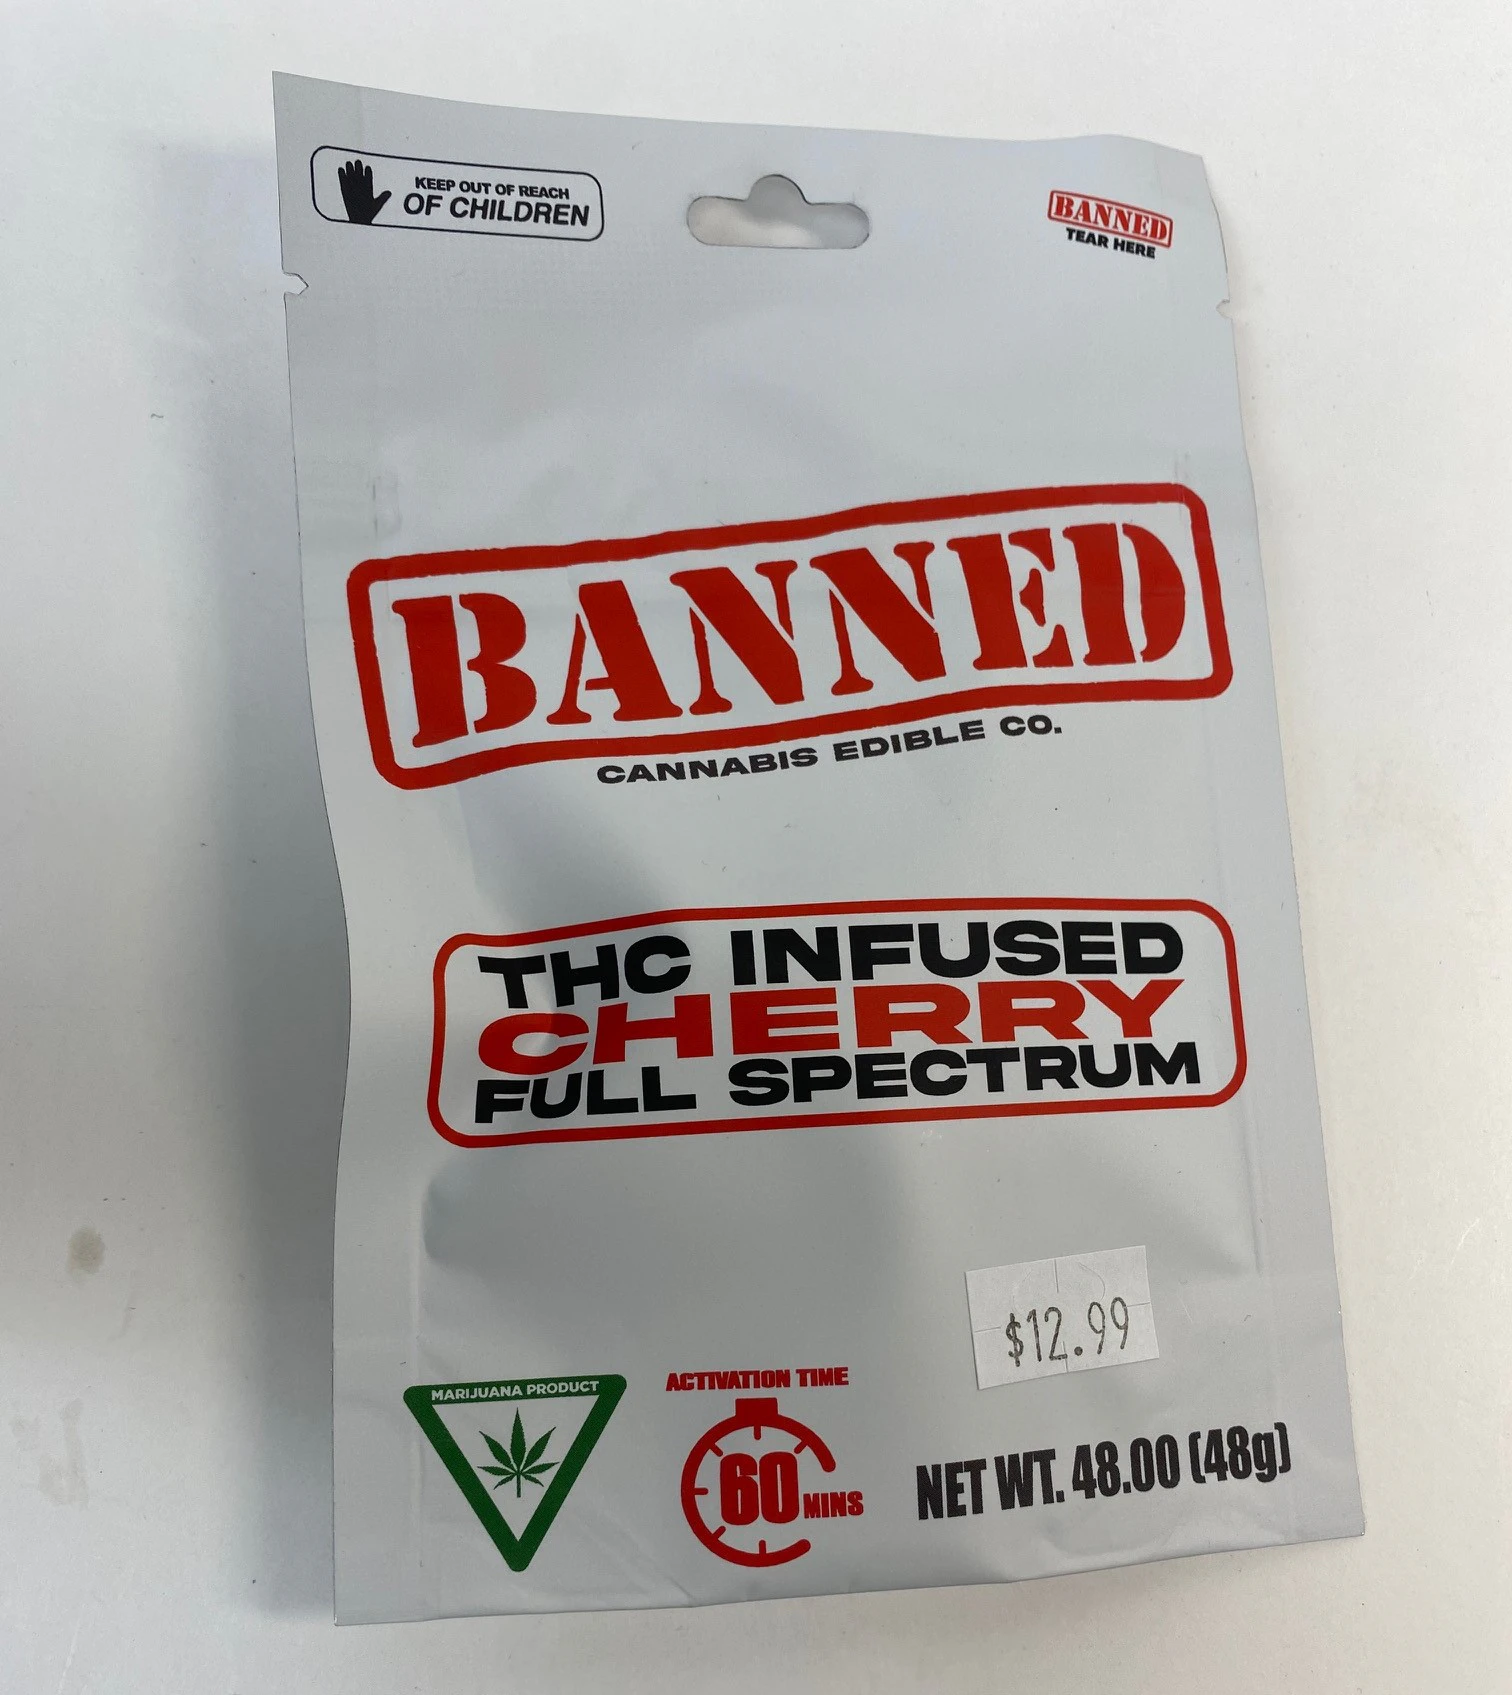 KEEP OUT OF REACH
OF CHILDREN
BANNED
TEAR HERE
BANNED
CANNABIS EDIBLE CO.
THC INFUSED
CHERRY
FULL SPECTRUM
$12.99
MARIJUANA PRODUCT
ACTIVATION TIME
60 MINS
NET WT. 48.00 (48g)